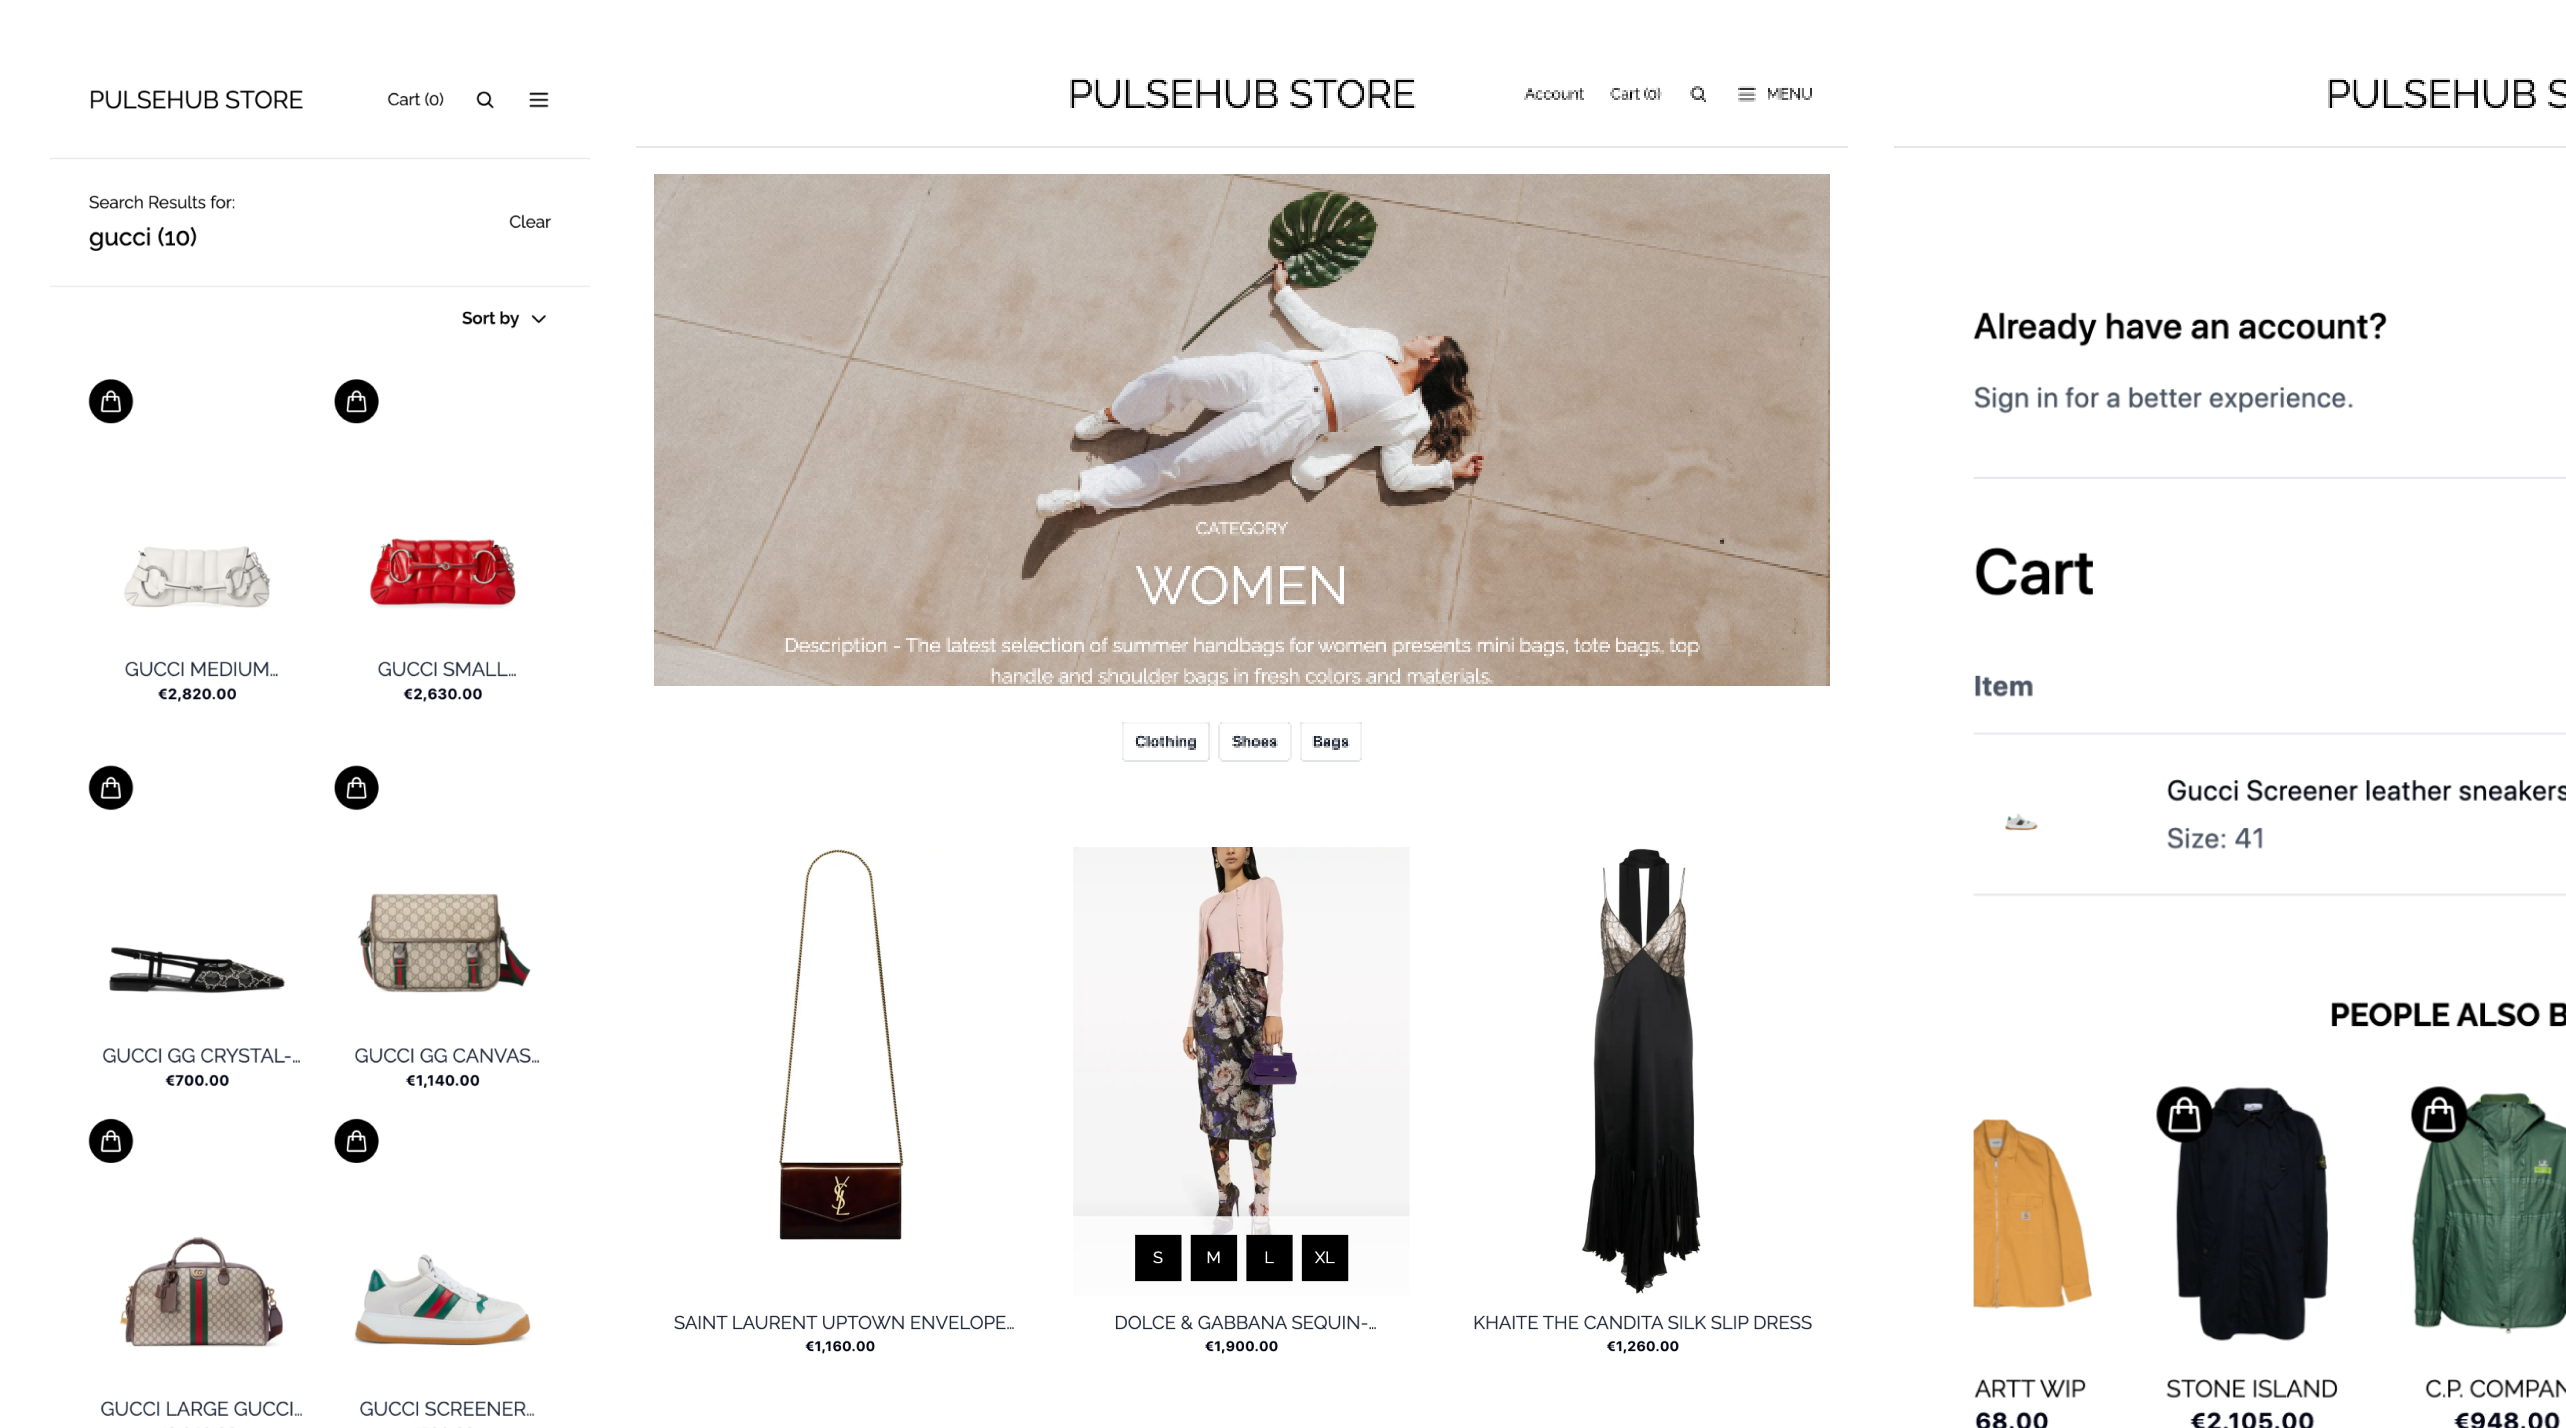 PULSEHUB STORE
Cart (0)
Search Results for:
gucci (10)
Clear
Sort by
GUCCI MEDIUM...
€2,820.00
GUCCI SMALL...
€2,630.00
GUCCI GG CRYSTAL-...
€700.00
GUCCI GG CANVAS...
€1,140.00
GUCCI LARGE GUCCI...
GUCCI SCREENER...
PULSEHUB STORE
Account
Cart (0)
MENU
CATEGORY
WOMEN
Description - The latest selection of summer handbags for women presents mini bags, tote bags, top
handle and shoulder bags in fresh colors and materials.
Clothing
Shoes
Bags
S
M
L
XL
SAINT LAURENT UPTOWN ENVELOPE...
€1,160.00
DOLCE & GABBANA SEQUIN-...
€1,900.00
KHAITE THE CANDITA SILK SLIP DRESS
€1,260.00
PULSEHUB S
Already have an account?
Sign in for a better experience.
Cart
Item
Gucci Screener leather sneakers
Size: 41
PEOPLE ALSO B
ARTT WIP
68.00
STONE ISLAND
€2,105.00
C.P. COMPAN
€948.00